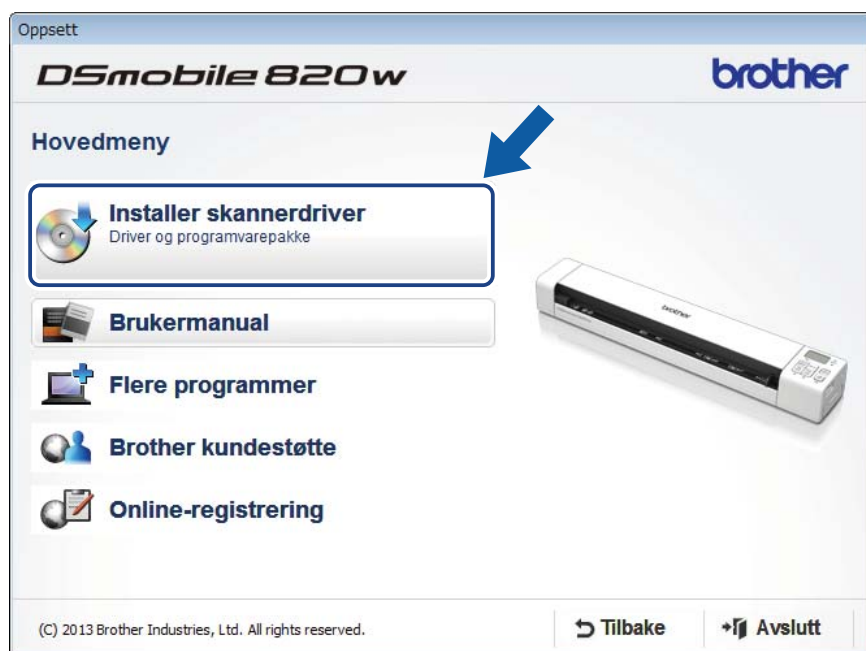 Oppsett
DSmobile 820w
brother
Hovedmeny
Installer skannerdriver
Driver og programvarepakke
Brukermanual
Flere programmer
Brother kundestøtte
Online-registrering
brother
(C) 2013 Brother Industries, Ltd. All rights reserved.
Tilbake
Avslutt